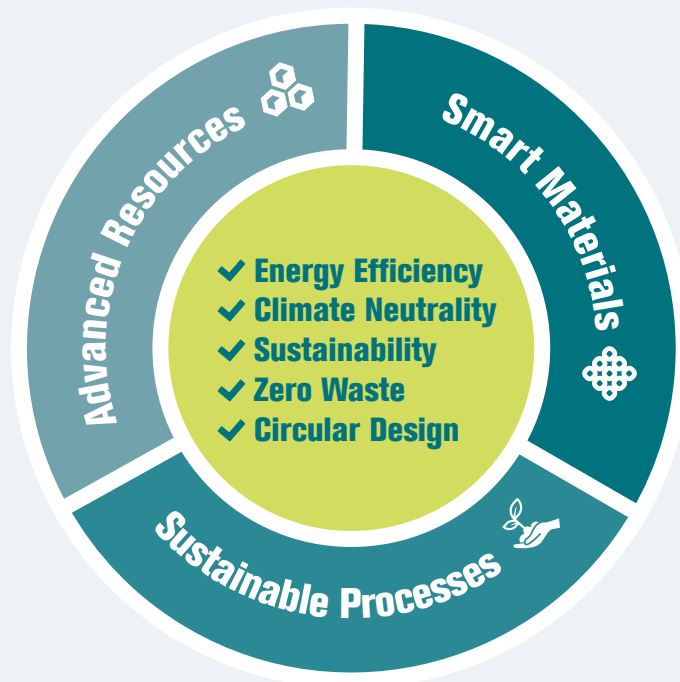 Advanced Resources
Smart Materials
Energy Efficiency
Climate Neutrality
Sustainability
Zero Waste
Circular Design
Sustainable Processes